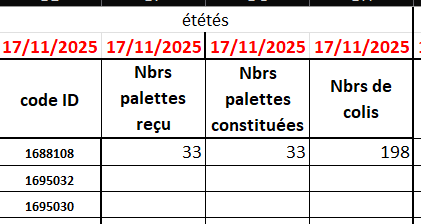 étêtés
17/11/2025 17/11/2025 17/11/2025 17/11/2025
code ID Nbrs palettes reçu Nbrs palettes constituées Nbrs de colis
1688108 33 33 198
1695032
1695030